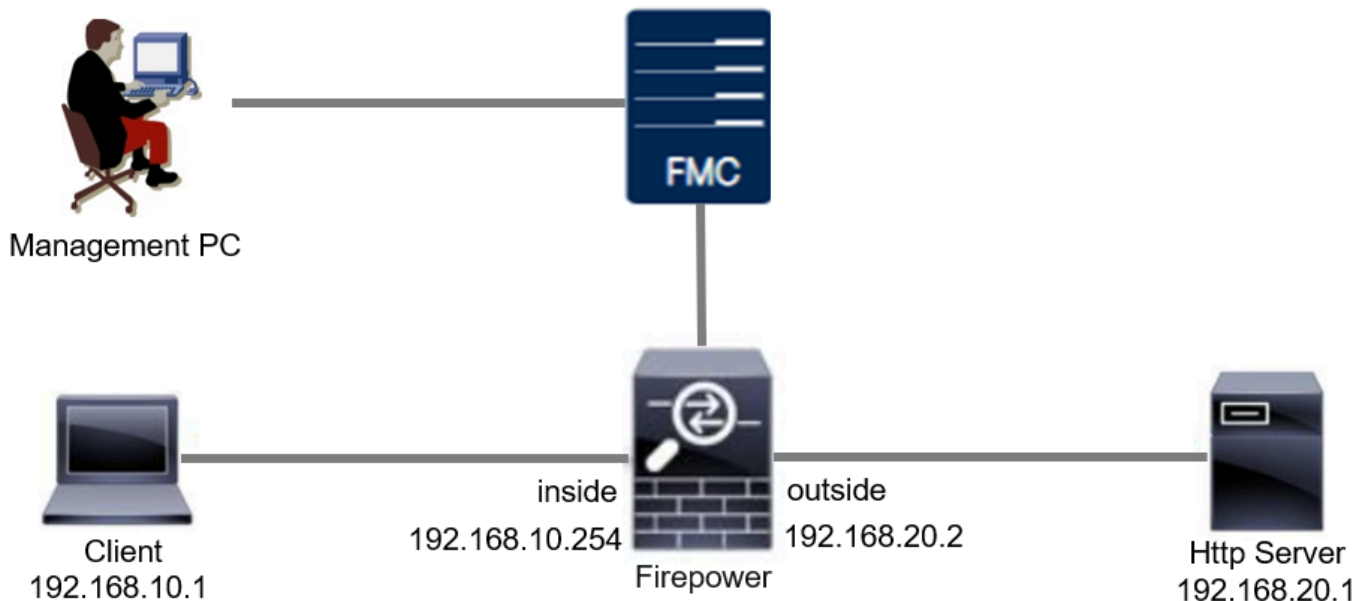 FMC
Management PC
inside
outside
192.168.10.254
192.168.20.2
Client
192.168.10.1
Firepower
Http Server
192.168.20.1